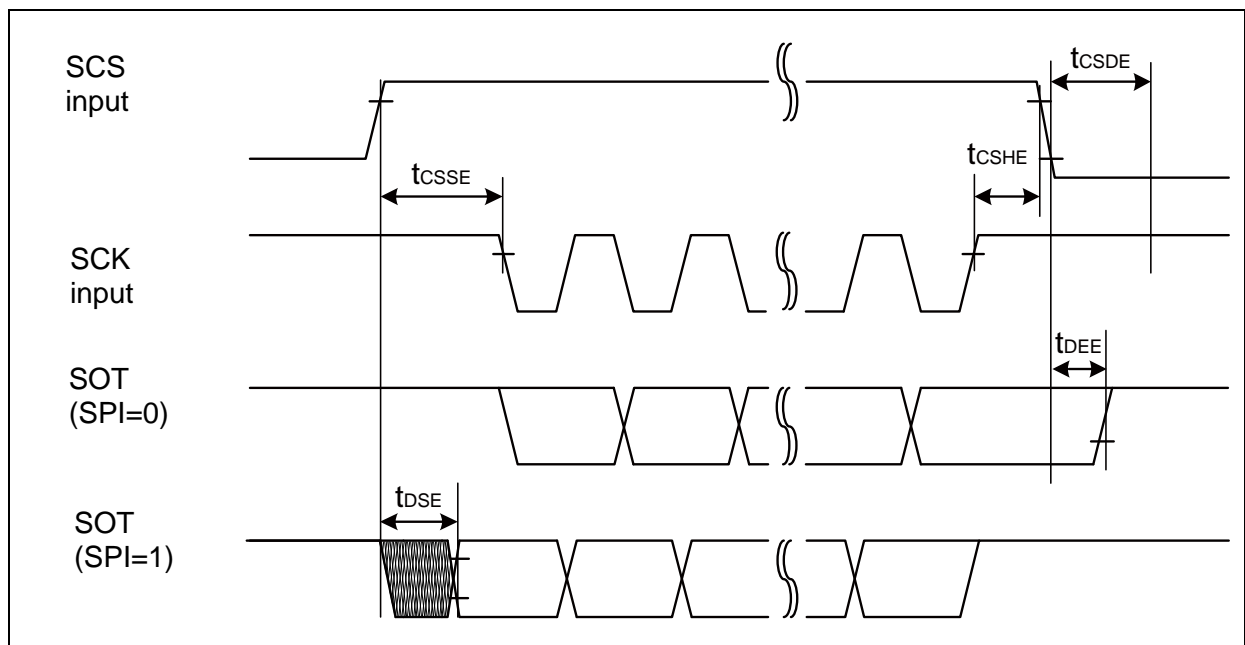 SCS
input
tCSDE
tCSHE
tCSSE
SCK
input
tDEE
SOT
(SPI=0)
tDSE
SOT
(SPI=1)